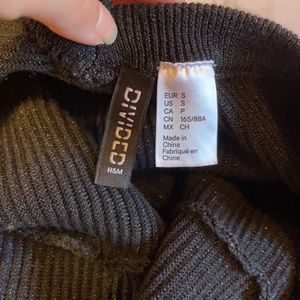 DIVIDED
H&M
EUR S
US S
CA P
CN 165/88A
MX CH
Made in
China
Fabriqué en
Chine